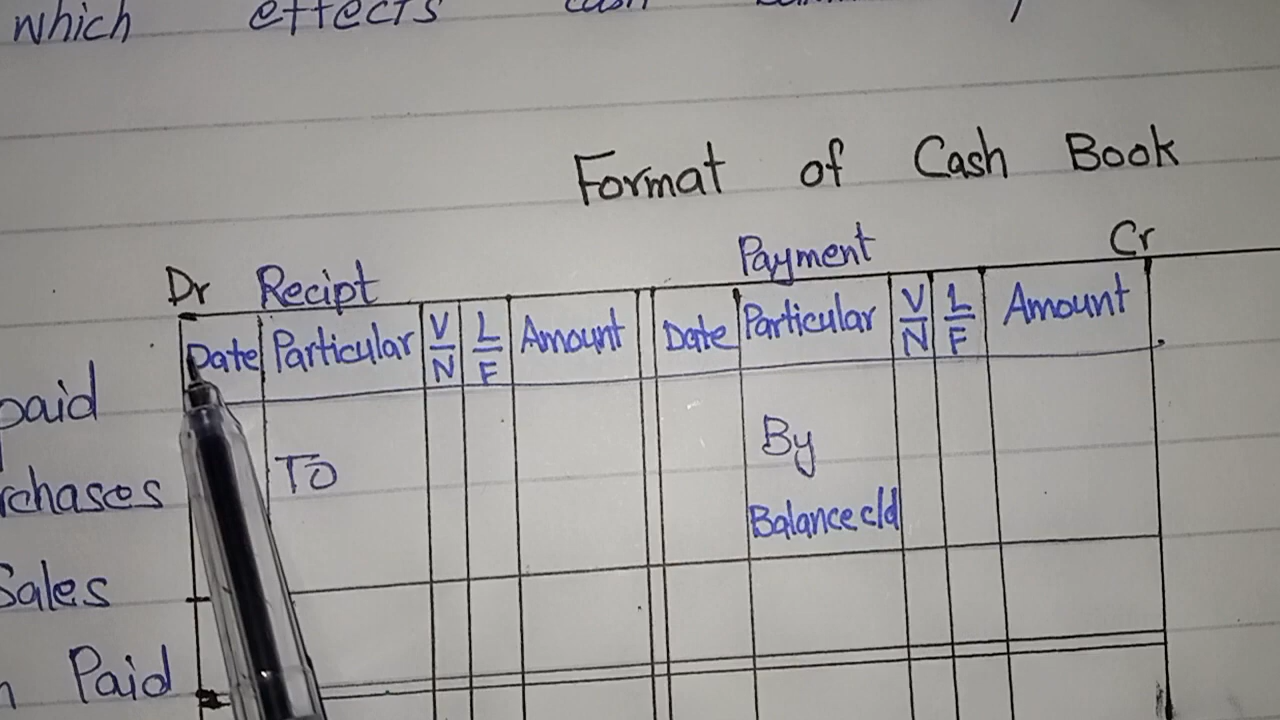 which effects cash
Format of Cash Book
Dr Recipt Payment Cr
Date Particular V/N L/F Amount Date Particular V/N L/F Amount
paid
To By
rchases
Balance c/d
Sales
Paid